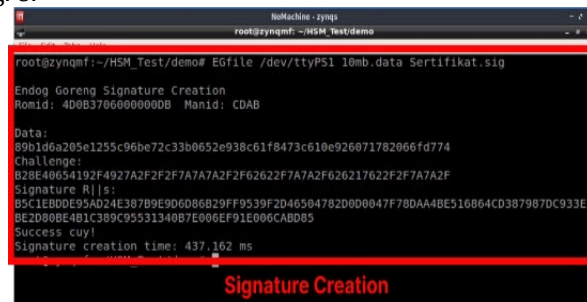 NoMachine - zynqs
root@zynqmf: ~/HSM_Test/demo
root@zynqmf:~/HSM_Test/demo# EGfile /dev/ttyPS1 10mb.data Sertifikat.sig
Endog Goreng Signature Creation
Romid: 4D0B3706000000DB Manid: CDAB
Data:
89b1d6a205e1255c96be72c33b0652e938c61f8473c610e926071782066fd774
Challenge:
B28E40654192F4927A2F2F2F7A7A7A2F2F62622F7A7A2F626217622F2F7A7A2F
Signature R||s:
B5C1EBDDE95AD24E387B9E9D6D86B29FF9539F2D46504782D0D0047F78DAA4BE516864CD387987DC933E
BE2D80BE4B1C389C95531340B7E006EF91E006CABD85
Success cuy!
Signature creation time: 437.162 ms
Signature Creation